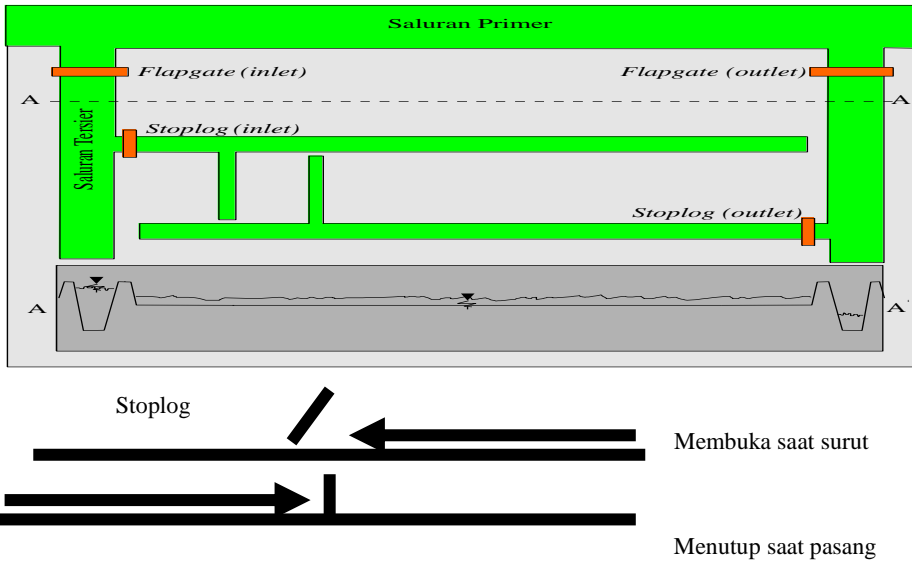 Saluran Primer
Flapgate (inlet)
Flapgate (outlet)
A
A
Stoplog (inlet)
Saluran Tersier
Stoplog (outlet)
A
A'
Stoplog
Membuka saat surut
Menutup saat pasang